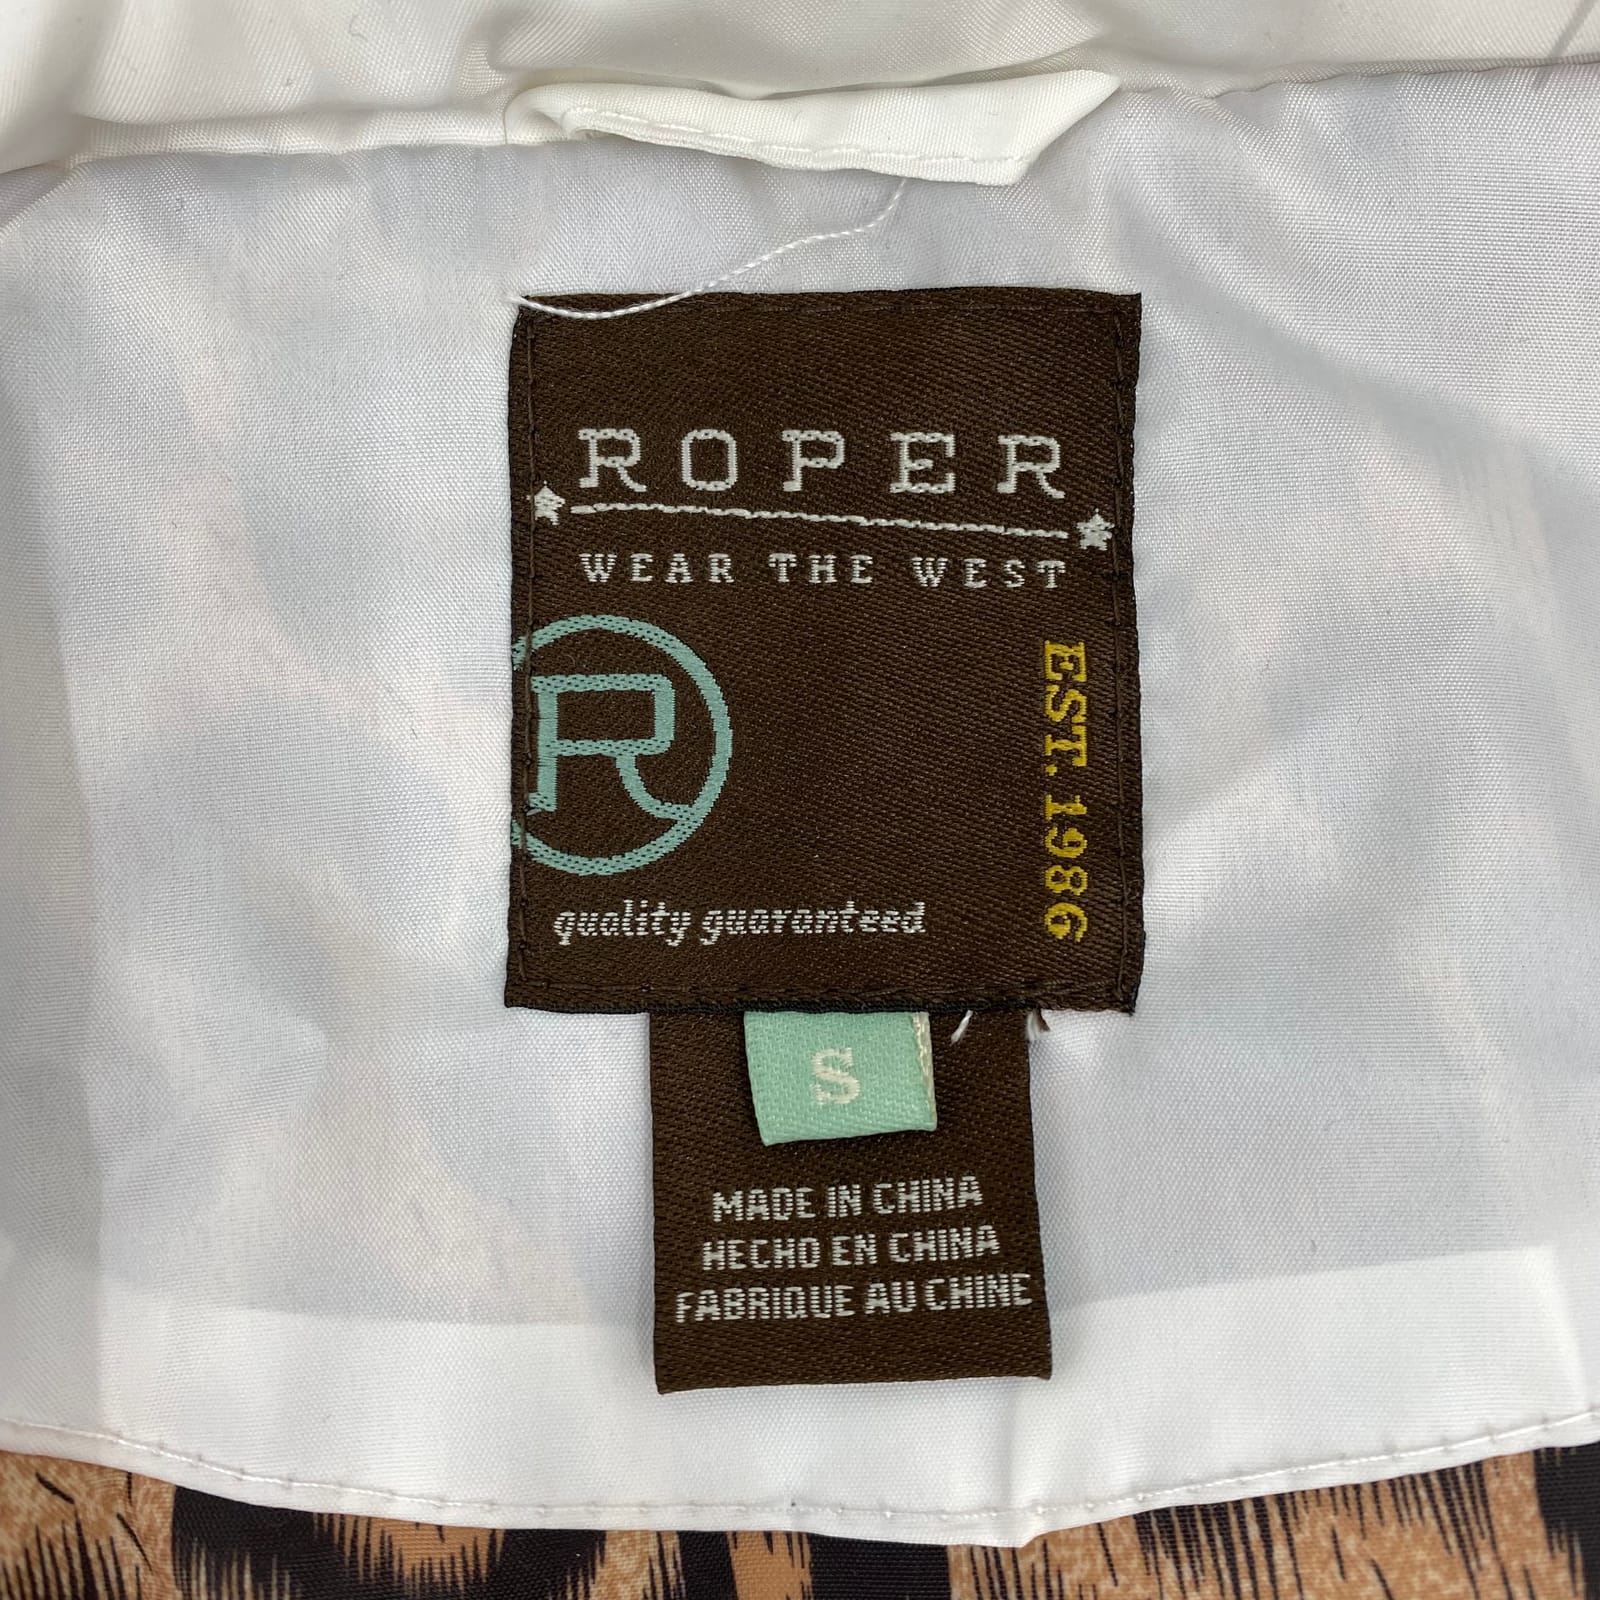 ROPER
WEAR THE WEST
R
EST. 1986
quality guaranteed
S
MADE IN CHINA
HECHO EN CHINA
FABRIQUE AU CHINE